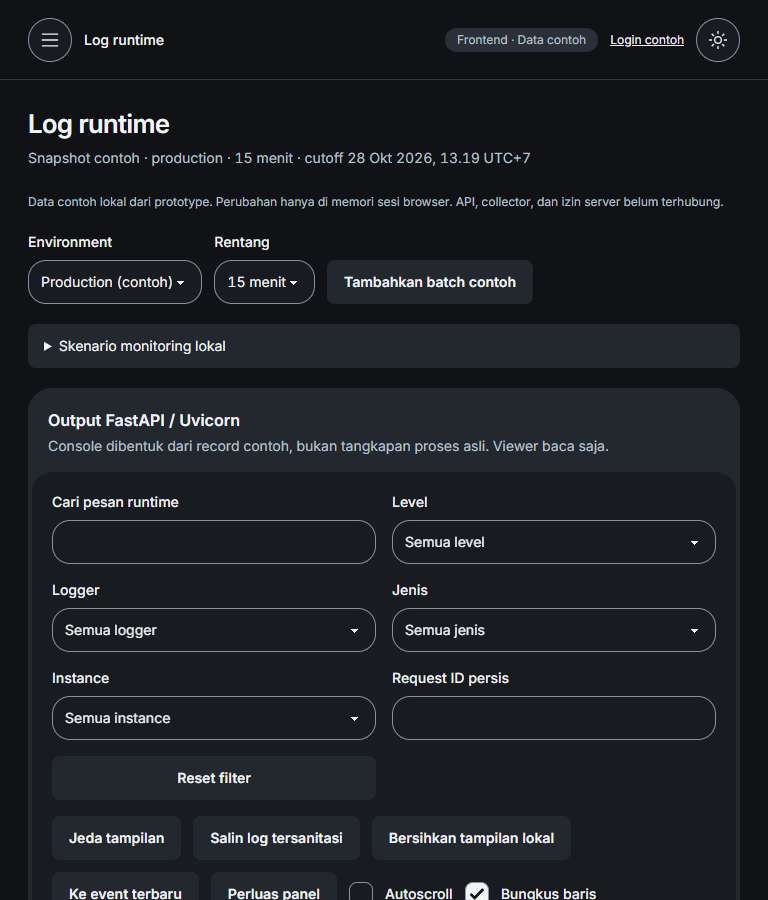 Log runtime
Frontend · Data contoh
Login contoh
Log runtime
Snapshot contoh · production · 15 menit · cutoff 28 Okt 2026, 13.19 UTC+7
Data contoh lokal dari prototype. Perubahan hanya di memori sesi browser. API, collector, dan izin server belum terhubung.
Environment
Rentang
Production (contoh)
15 menit
Tambahkan batch contoh
Skenario monitoring lokal
Output FastAPI / Uvicorn
Console dibentuk dari record contoh, bukan tangkapan proses asli. Viewer baca saja.
Cari pesan runtime
Level
Semua level
Logger
Jenis
Semua logger
Semua jenis
Instance
Request ID persis
Semua instance
Reset filter
Jeda tampilan
Salin log tersanitasi
Bersihkan tampilan lokal
Ke event terbaru
Perluas panel
Autoscroll
Bungkus baris